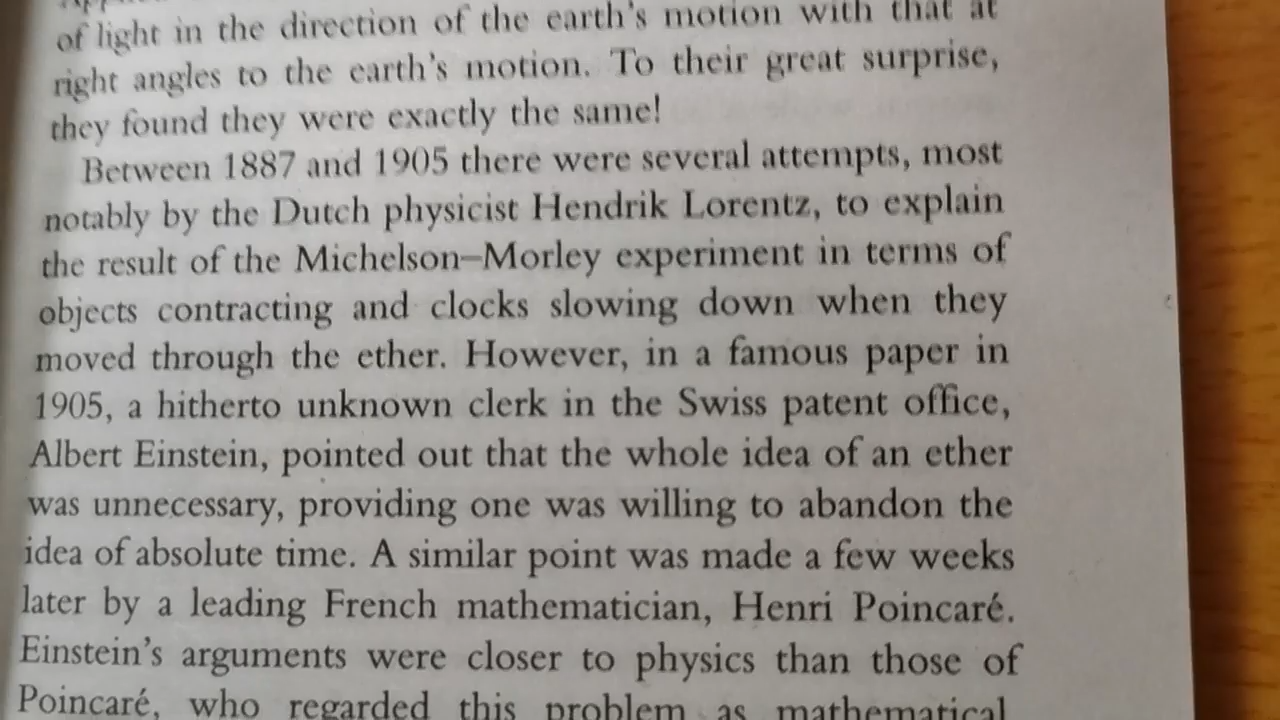 of light in the direction of the earth's motion with that at
right angles to the earth's motion. To their great surprise,
they found they were exactly the same!
Between 1887 and 1905 there were several attempts, most
notably by the Dutch physicist Hendrik Lorentz, to explain
the result of the Michelson–Morley experiment in terms of
objects contracting and clocks slowing down when they
moved through the ether. However, in a famous paper in
1905, a hitherto unknown clerk in the Swiss patent office,
Albert Einstein, pointed out that the whole idea of an ether
was unnecessary, providing one was willing to abandon the
idea of absolute time. A similar point was made a few weeks
later by a leading French mathematician, Henri Poincaré.
Einstein's arguments were closer to physics than those of
Poincaré, who regarded this problem as mathematical